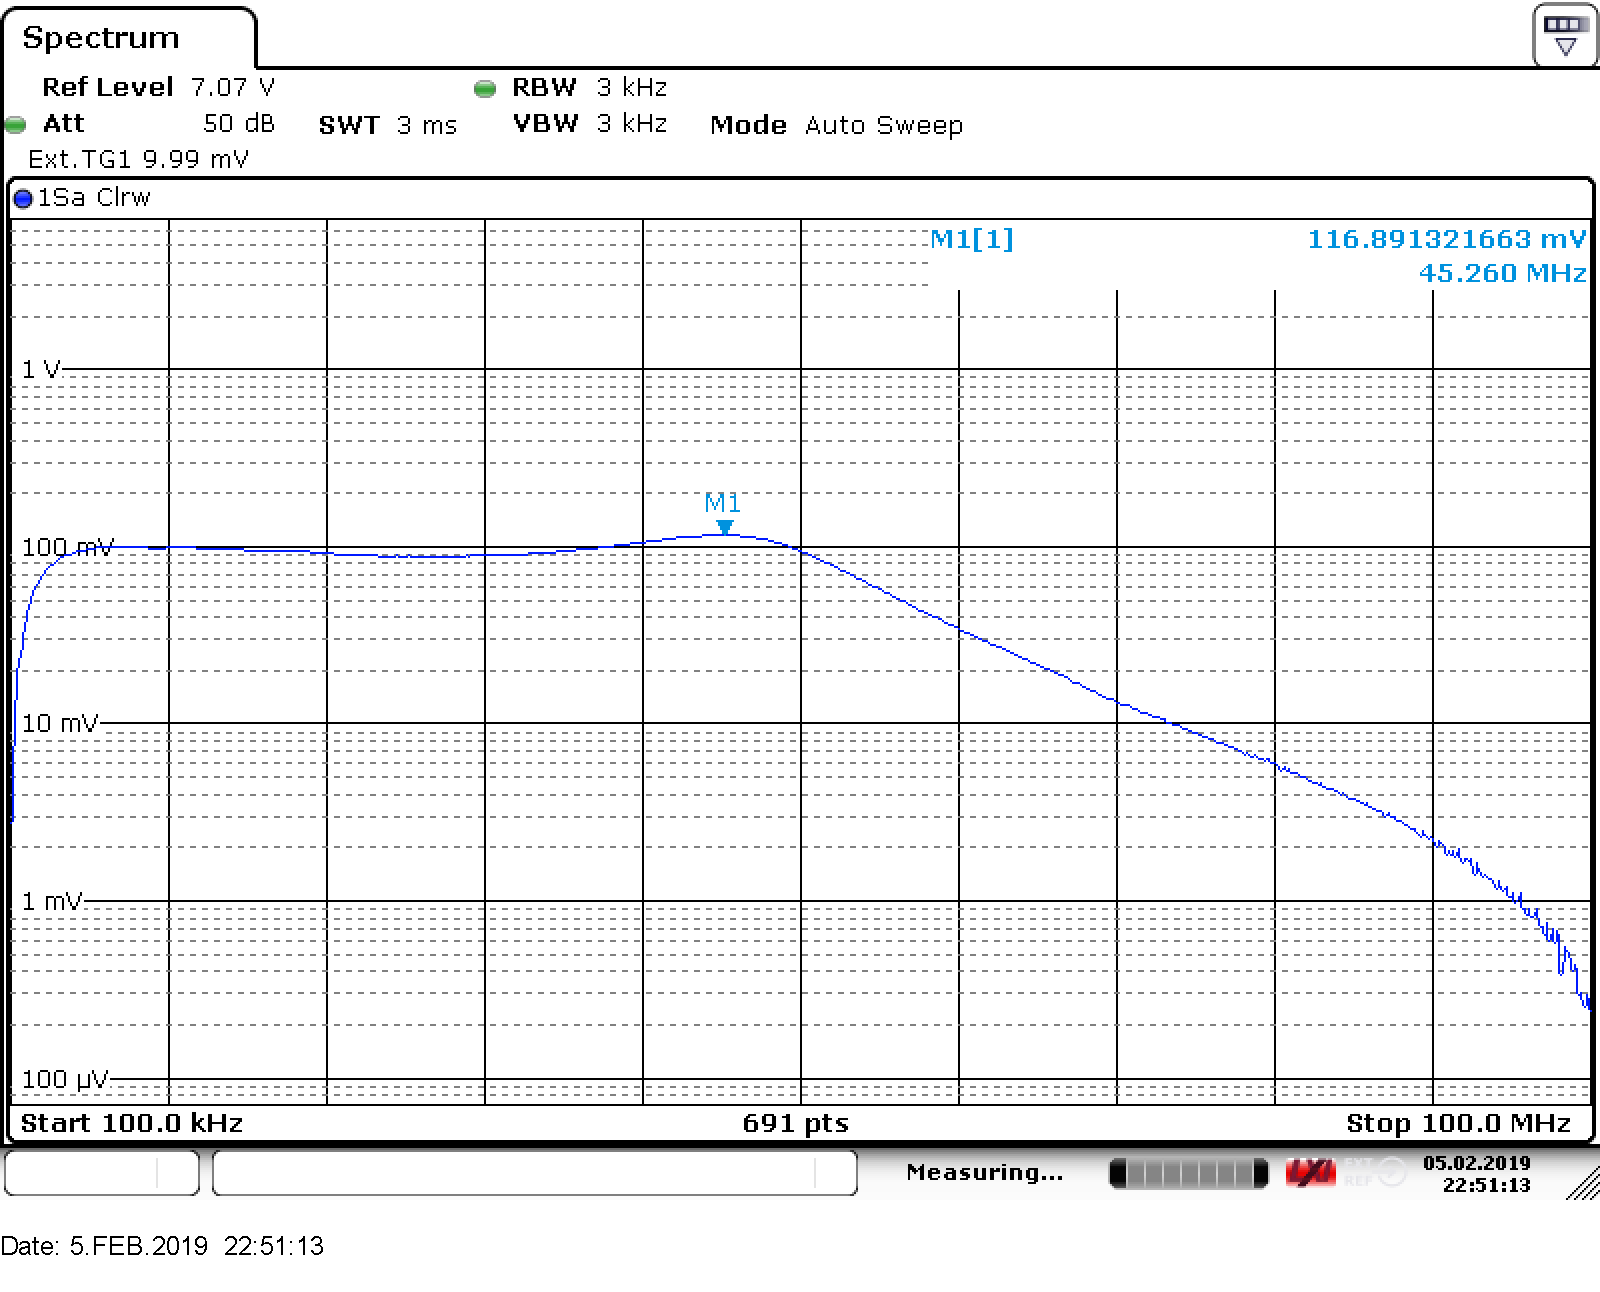 Spectrum
Ref Level 7.07 V RBW 3 kHz
Att 50 dB SWT 3 ms VBW 3 kHz Mode Auto Sweep
Ext.TG1 9.99 mV
1Sa Clrw
M1[1] 116.891321663 mV
45.260 MHz
1 V
M1
100 mV
10 mV
1 mV
100 µV
Start 100.0 kHz 691 pts Stop 100.0 MHz
Measuring... LXI EXT REF 05.02.2019
22:51:13
Date: 5.FEB.2019 22:51:13